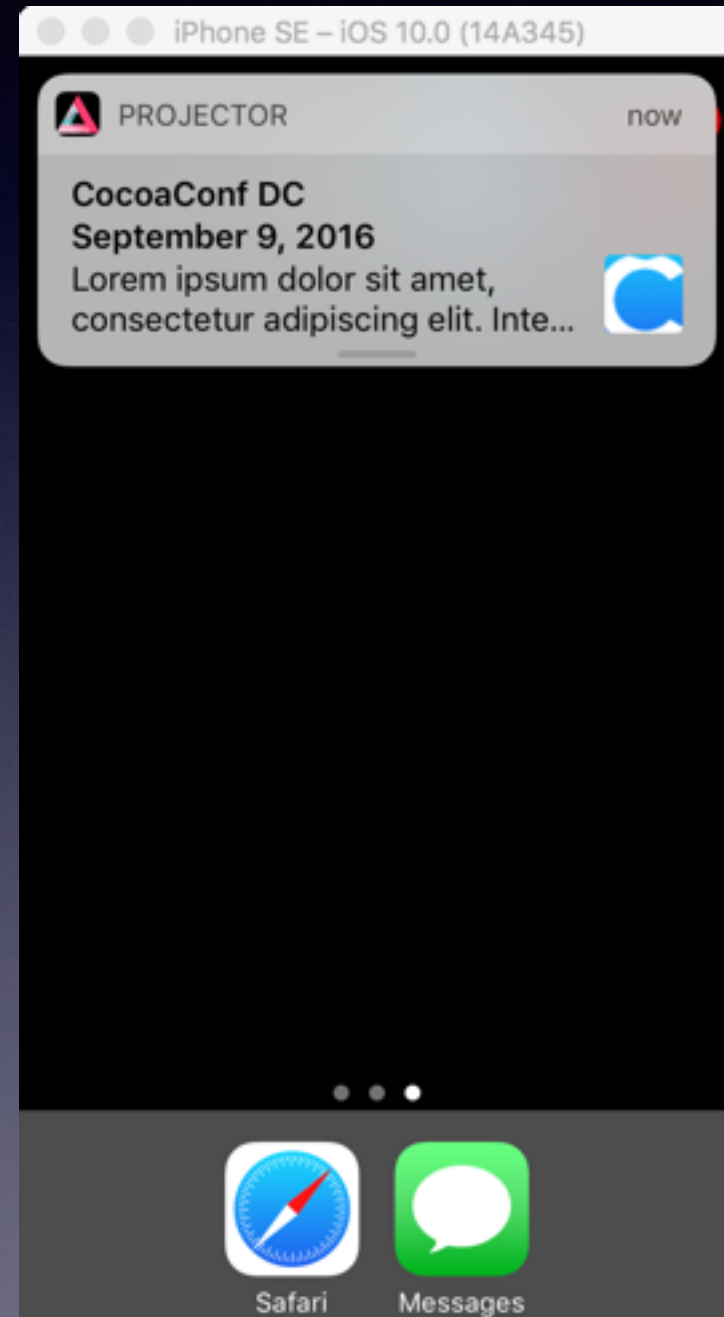 iPhone SE – iOS 10.0 (14A345)
PROJECTOR now
CocoaConf DC
September 9, 2016
Lorem ipsum dolor sit amet,
consectetur adipiscing elit. Inte...
Safari Messages